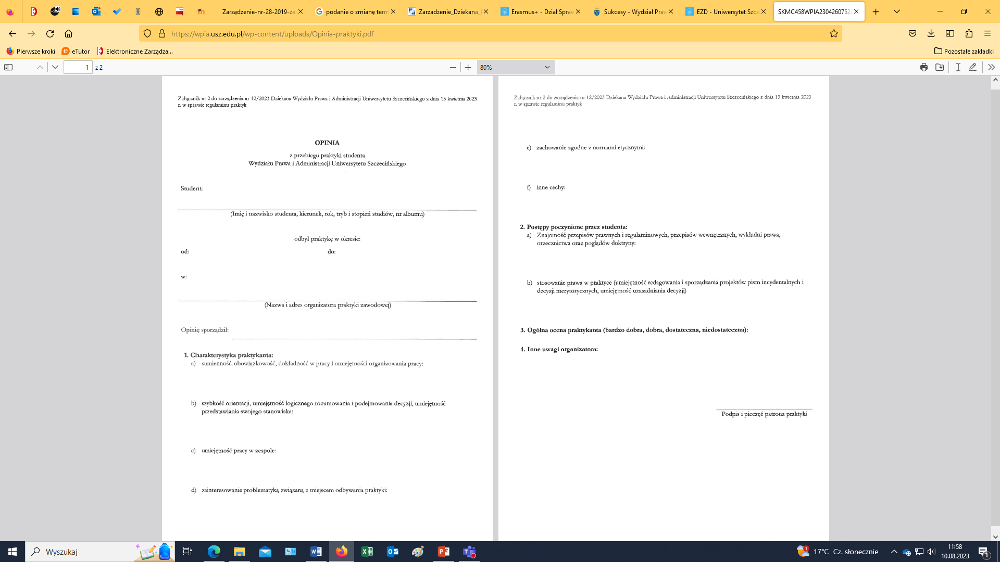 Zarządzenie-nr-28-2019-za
podanie o zmianę term
Zarzadzenie_Dziekana_
Erasmus+ - Dział Spraw
Sukcesy - Wydział Praw
EZD - Uniwersytet Szcz
SKMC458WPIA2304260752
https://wpia.usz.edu.pl/wp-content/uploads/Opinia-praktyki.pdf
Pierwsze kroki
eTutor
Elektroniczne Zarządza...
Pozostałe zakładki
1
z 2
80%
Załącznik nr 2 do zarządzenia nr 12/2023 Dziekana Wydziału Prawa i Administracji Uniwersytetu Szczecińskiego z dnia 13 kwietnia 2023
r. w sprawie regulaminu praktyk
OPINIA
z przebiegu praktyki studenta
Wydziału Prawa i Administracji Uniwersytetu Szczecińskiego
Student:
(Imię i nazwisko studenta, kierunek, rok, tryb i stopień studiów, nr albumu)
odbył praktykę w okresie:
od: do:
w:
(Nazwa i adres organizatora praktyki zawodowej)
Opinię sporządził:
1. Charakterystyka praktykanta:
a) sumienność, obowiązkowość, dokładność w pracy i umiejętności organizowania pracy:
b) szybkość orientacji, umiejętność logicznego rozumowania i podejmowania decyzji, umiejętność
przedstawiania swojego stanowiska:
c) umiejętność pracy w zespole:
d) zainteresowanie problematyką związaną z miejscem odbywania praktyki:
Załącznik nr 2 do zarządzenia nr 12/2023 Dziekana Wydziału Prawa i Administracji Uniwersytetu Szczecińskiego z dnia 13 kwietnia 2023
r. w sprawie regulaminu praktyk
e) zachowanie zgodne z normami etycznymi:
f) inne cechy:
2. Postępy poczynione przez studenta:
a) Znajomość przepisów prawnych i regulaminowych, przepisów wewnętrznych, wykładni prawa,
orzecznictwa oraz poglądów doktryny:
b) stosowanie prawa w praktyce (umiejętność redagowania i sporządzania projektów pism incydentalnych i
decyzji merytorycznych, umiejętność uzasadniania decyzji)
3. Ogólna ocena praktykanta (bardzo dobra, dobra, dostateczna, niedostateczna):
4. Inne uwagi organizatora:
Podpis i pieczęć patrona praktyki
Wyszukaj
1
17°C Cz. słonecznie
11:58
10.08.2023
1